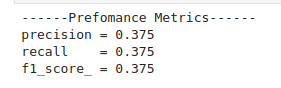 ------Prefomance Metrics------
precision = 0.375
recall    = 0.375
f1_score_ = 0.375